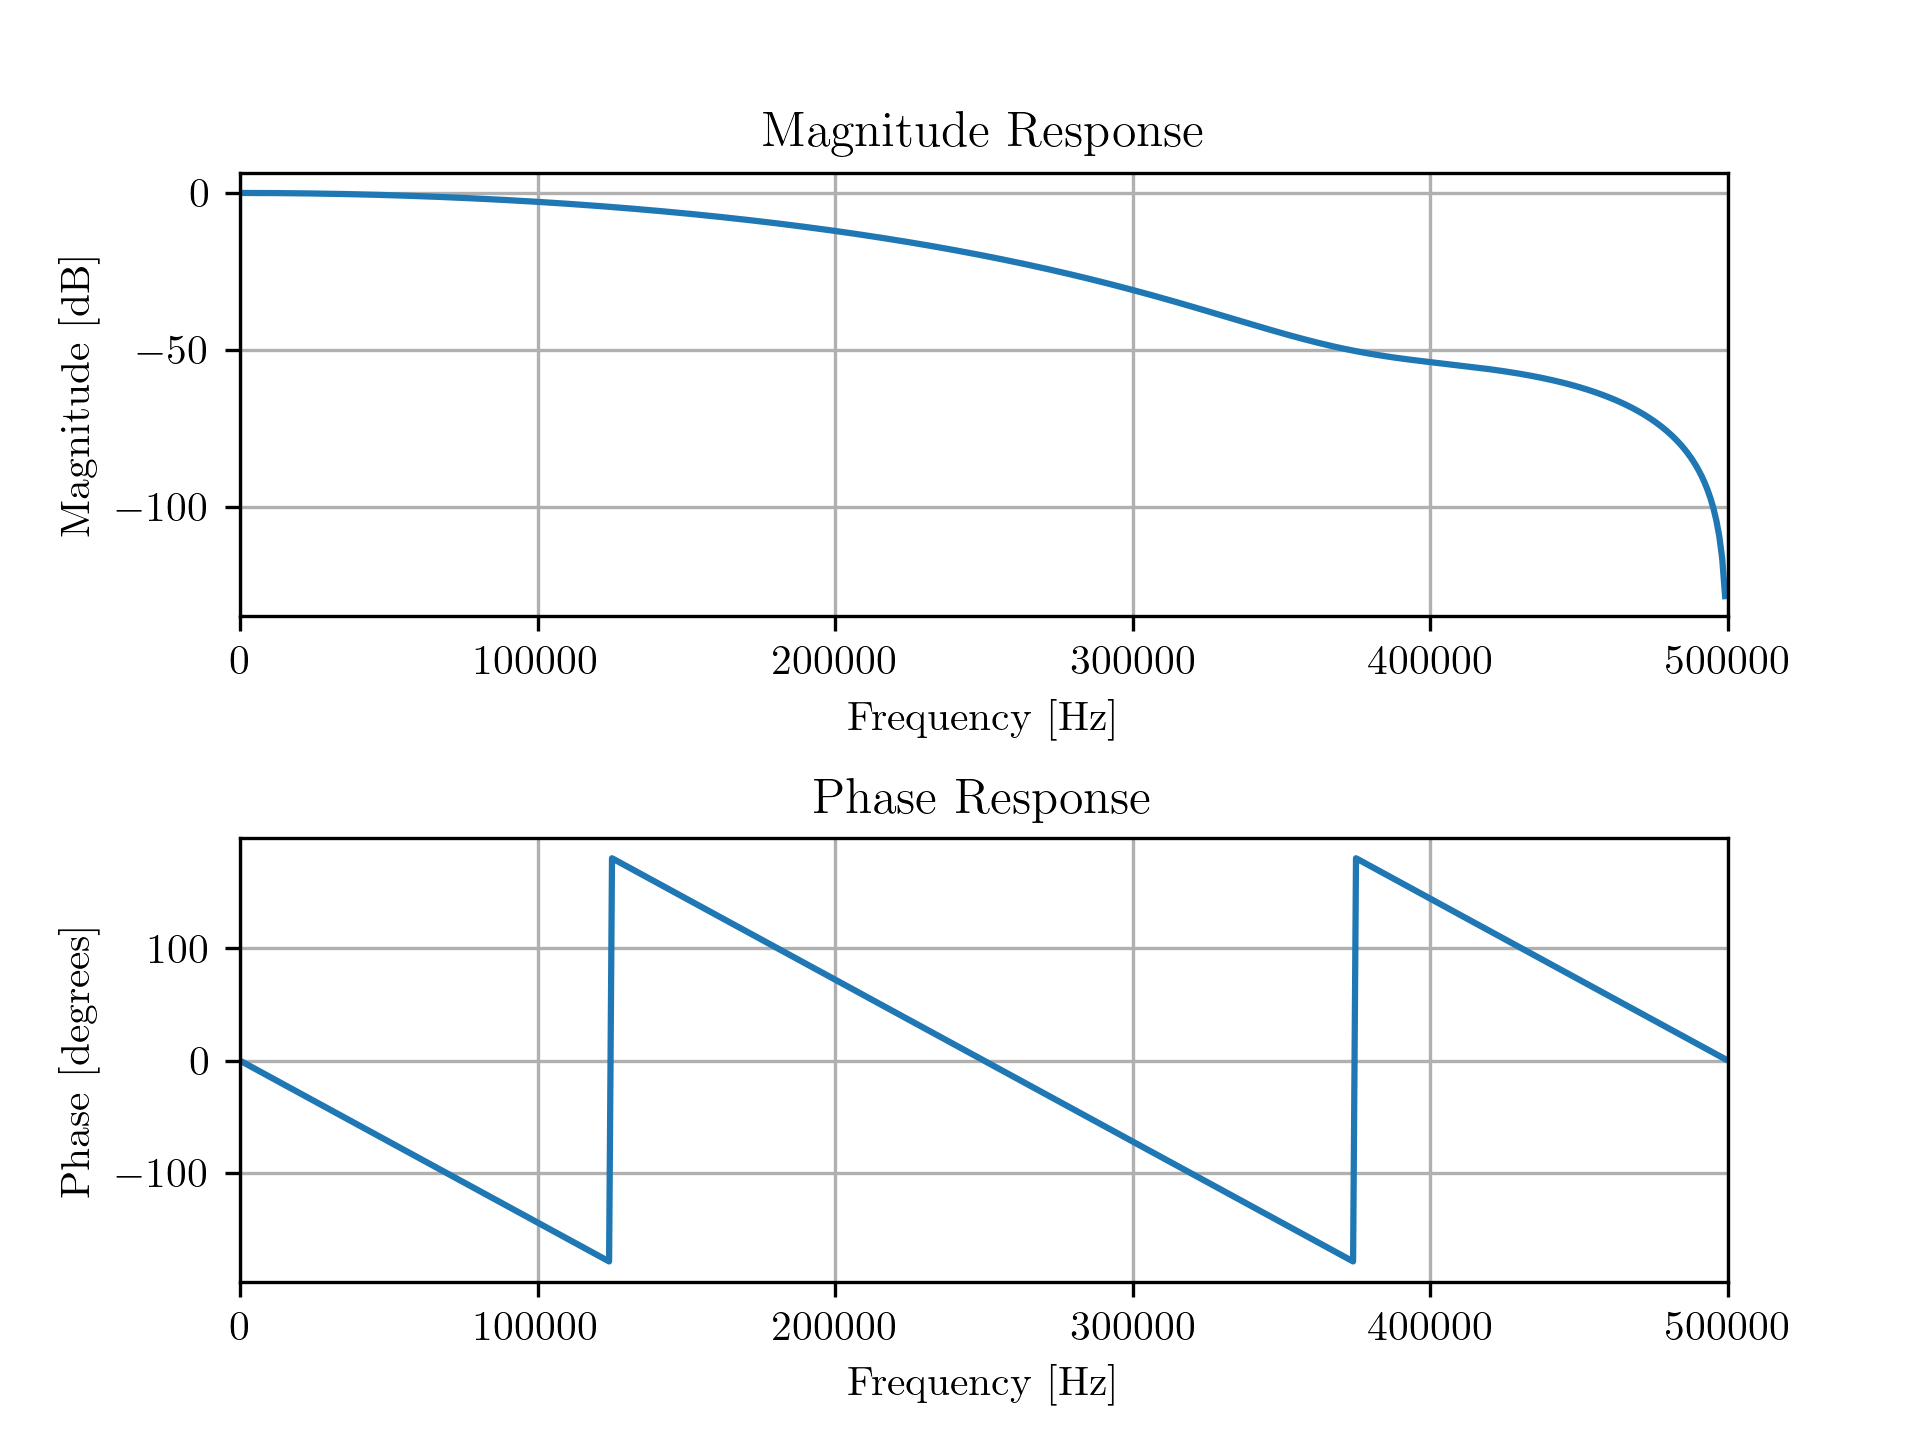 Magnitude Response
Magnitude [dB]
0
−50
−100
0 100000 200000 300000 400000 500000
Frequency [Hz]
Phase Response
Phase [degrees]
100
0
−100
0 100000 200000 300000 400000 500000
Frequency [Hz]